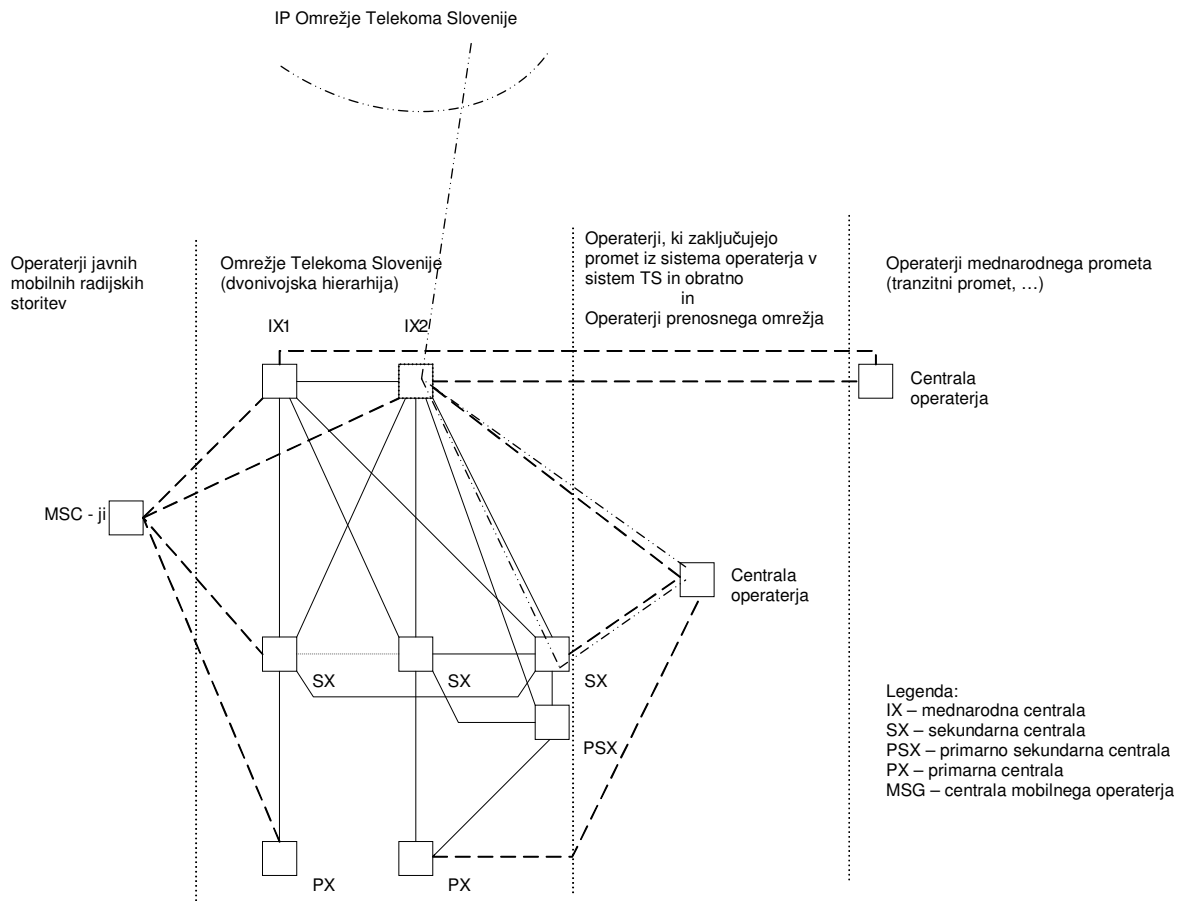 IP Omrežje Telekoma Slovenije
Operaterji javnih
mobilnih radijskih
storitev
Omrežje Telekoma Slovenije
(dvonivojska hierarhija)
Operaterji, ki zaključujejo
promet iz sistema operaterja v
sistem TS in obratno
in
Operaterji prenosnega omrežja
Operaterji mednarodnega prometa
(tranzitni promet, …)
IX1
IX2
Centrala
operaterja
MSC - ji
Centrala
operaterja
SX
SX
SX
PSX
PX
PX
Legenda:
IX – mednarodna centrala
SX – sekundarna centrala
PSX – primarno sekundarna centrala
PX – primarna centrala
MSG – centrala mobilnega operaterja